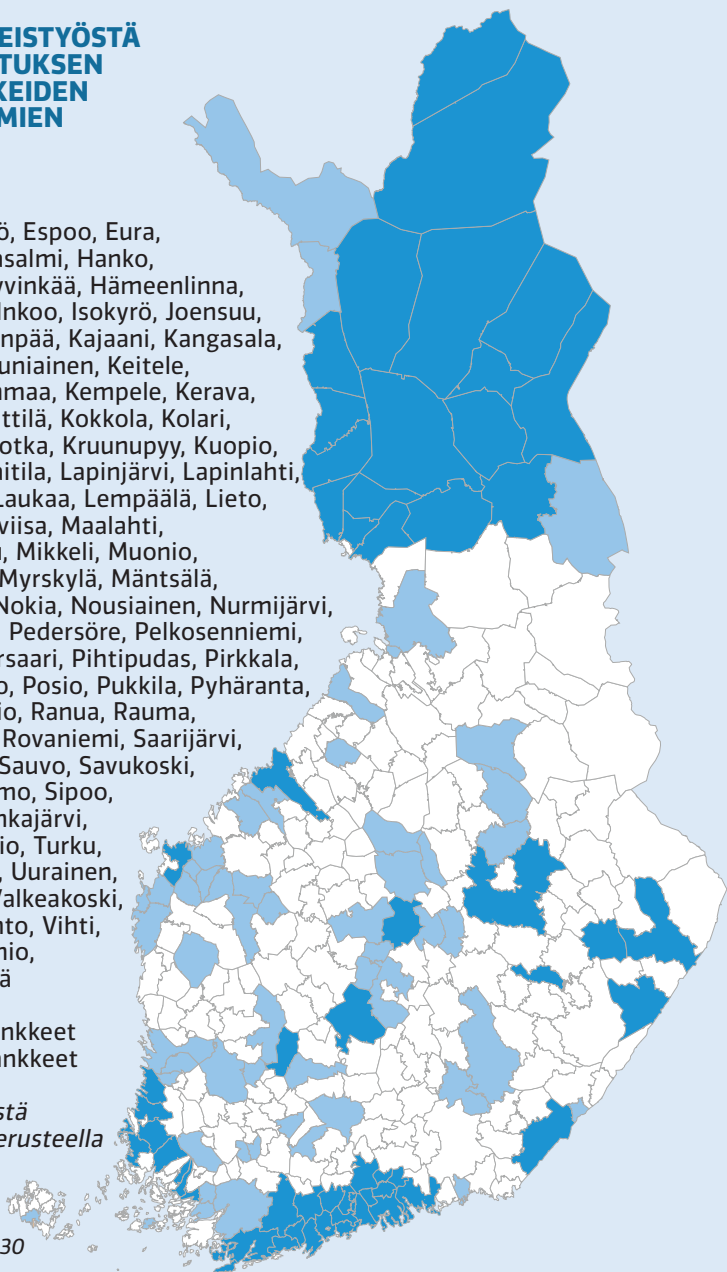 EISTYÖSTÄ
TUKSEN
KEIDEN
MIEN
ö, Espoo, Eura,
salmi, Hanko,
yvinkää, Hämeenlinna,
Inkoo, Isokyrö, Joensuu,
npää, Kajaani, Kangasala,
uniainen, Keitele,
maa, Kempele, Kerava,
ttilä, Kokkola, Kolari,
otka, Kruunupyy, Kuopio,
itila, Lapinjärvi, Lapinlahti,
Laukaa, Lempäälä, Lieto,
viisa, Maalahti,
, Mikkeli, Muonio,
Myrskylä, Mäntsälä,
Nokia, Nousiainen, Nurmijärvi,
, Pedersöre, Pelkosenniemi,
rsaari, Pihtipudas, Pirkkala,
o, Posio, Pukkila, Pyhäranta,
io, Ranua, Rauma,
Rovaniemi, Saarijärvi,
Sauvo, Savukoski,
mo, Sipoo,
nkajärvi,
io, Turku,
, Uurainen,
Valkeakoski,
nto, Vihti,
nio,
ä
nkkeet
nkkeet
stä
erusteella
30